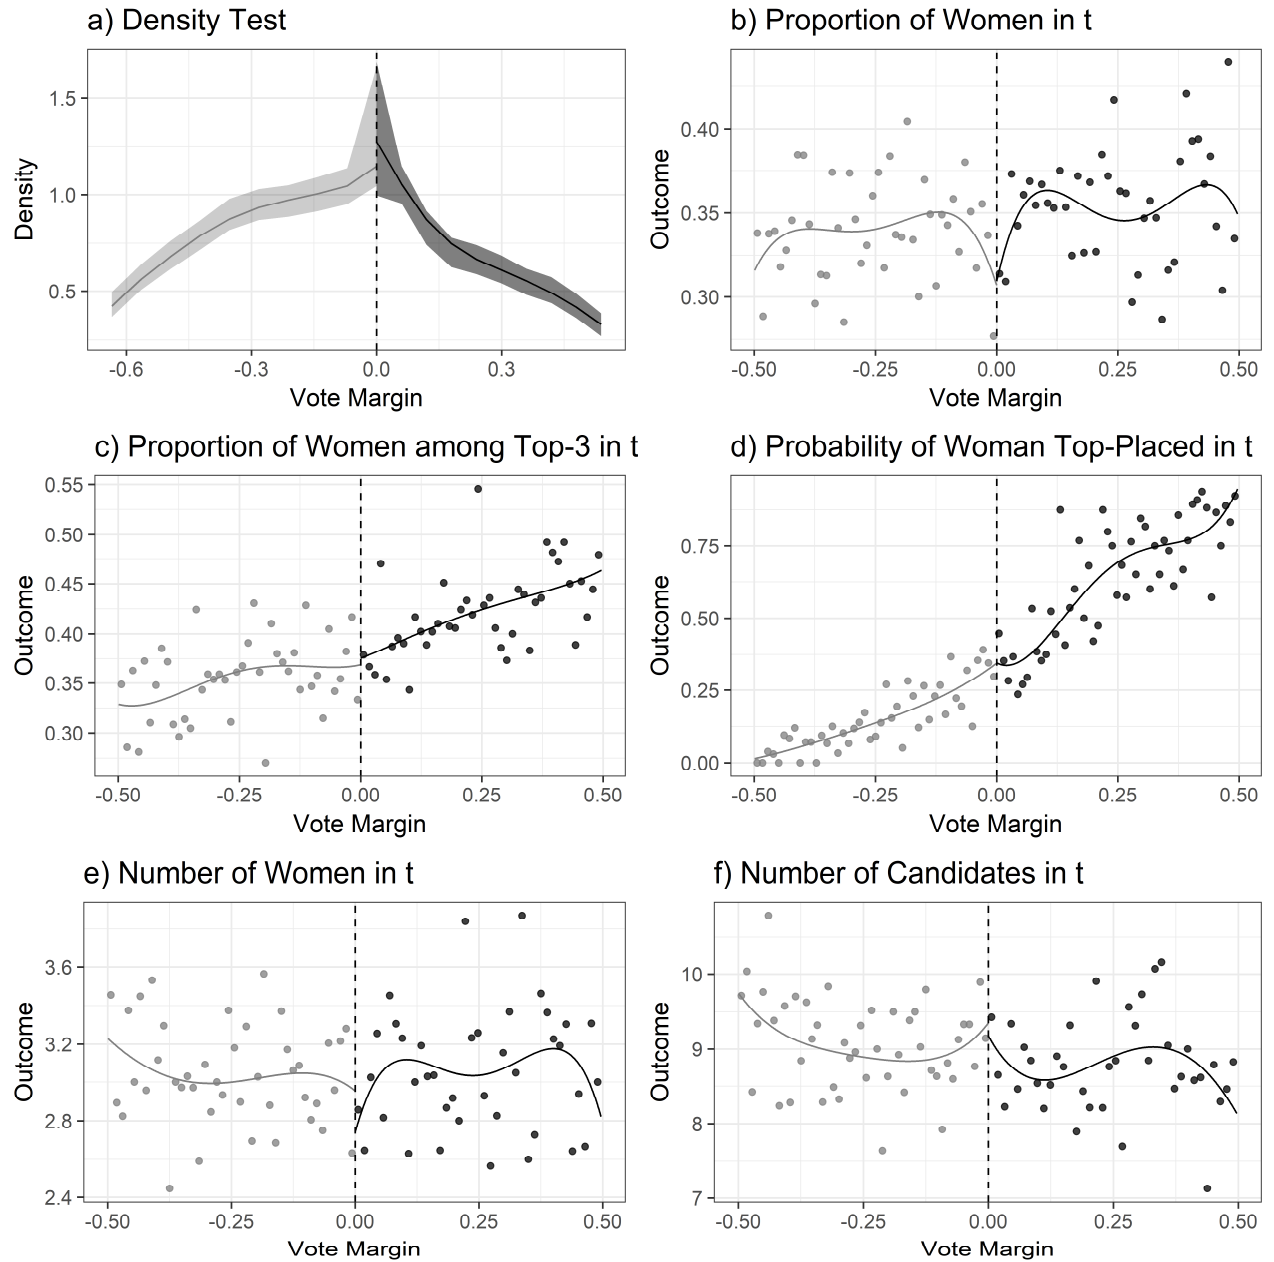 a) Density Test
Density
1.5
1.0
0.5
-0.6 -0.3 0.0 0.3
Vote Margin
b) Proportion of Women in t
Outcome
0.40
0.35
0.30
-0.50 -0.25 0.00 0.25 0.50
Vote Margin
c) Proportion of Women among Top-3 in t
Outcome
0.55
0.50
0.45
0.40
0.35
0.30
-0.50 -0.25 0.00 0.25 0.50
Vote Margin
d) Probability of Woman Top-Placed in t
Outcome
0.75
0.50
0.25
0.00
-0.50 -0.25 0.00 0.25 0.50
Vote Margin
e) Number of Women in t
Outcome
3.6
3.2
2.8
2.4
-0.50 -0.25 0.00 0.25 0.50
Vote Margin
f) Number of Candidates in t
Outcome
10
9
8
7
-0.50 -0.25 0.00 0.25 0.50
Vote Margin